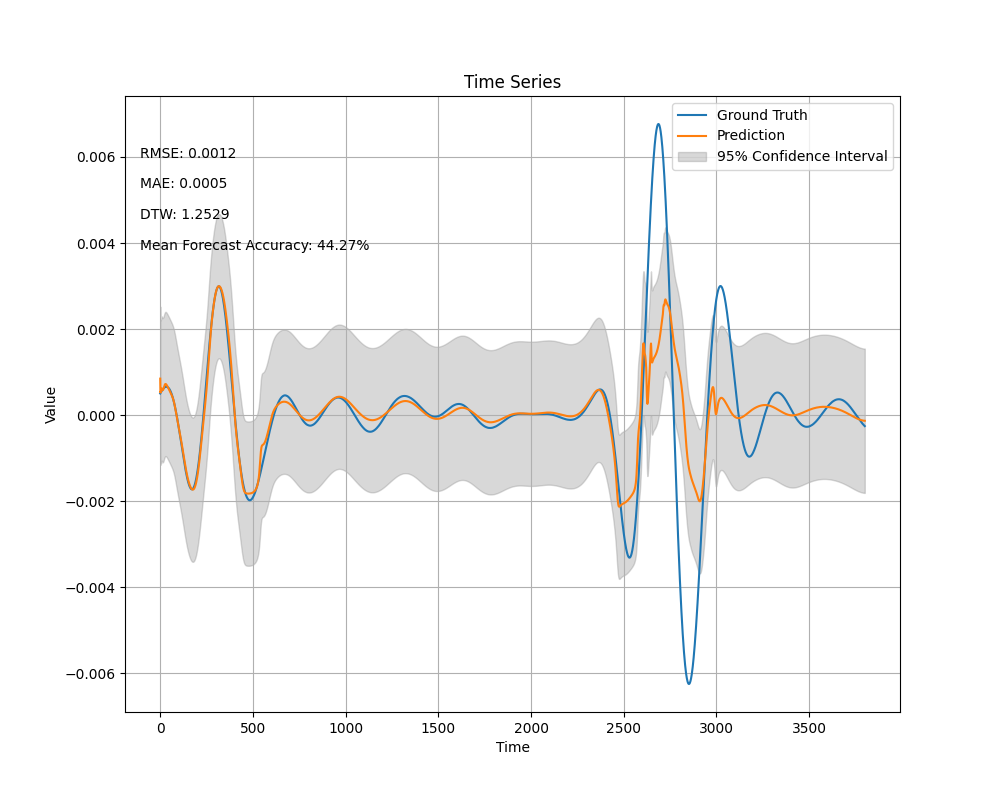 Time Series
Ground Truth
Prediction
95% Confidence Interval
RMSE: 0.0012
MAE: 0.0005
DTW: 1.2529
Mean Forecast Accuracy: 44.27%
0.006
0.004
0.002
0.000
−0.002
−0.004
−0.006
Value
0 500 1000 1500 2000 2500 3000 3500
Time